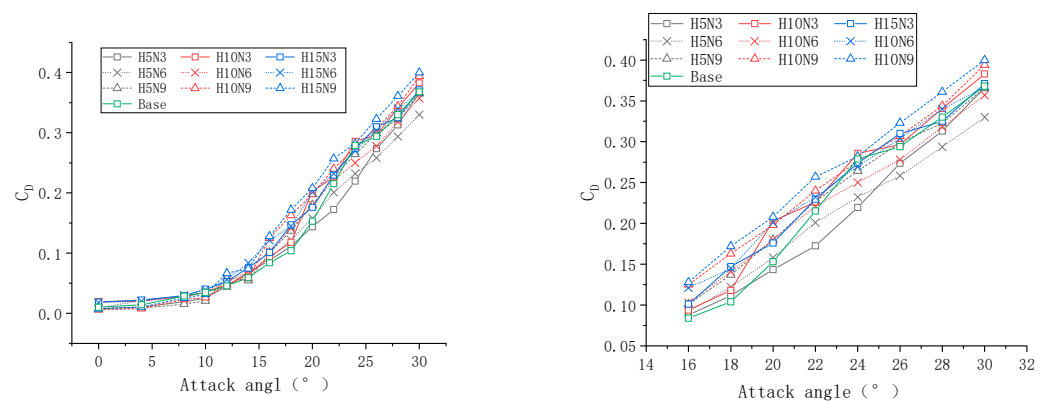 H5N3 H10N3 H15N3
H5N6 H10N6 H15N6
H5N9 H10N9 H15N9
Base
0.4
0.3
0.2
0.1
0.0
C_D
0 5 10 15 20 25 30
Attack angl（° ）
H5N3 H10N3 H15N3
H5N6 H10N6 H10N6
H5N9 H10N9 H10N9
Base
0.40
0.35
0.30
0.25
0.20
0.15
0.10
0.05
C_D
14 16 18 20 22 24 26 28 30 32
Attack angle（° ）